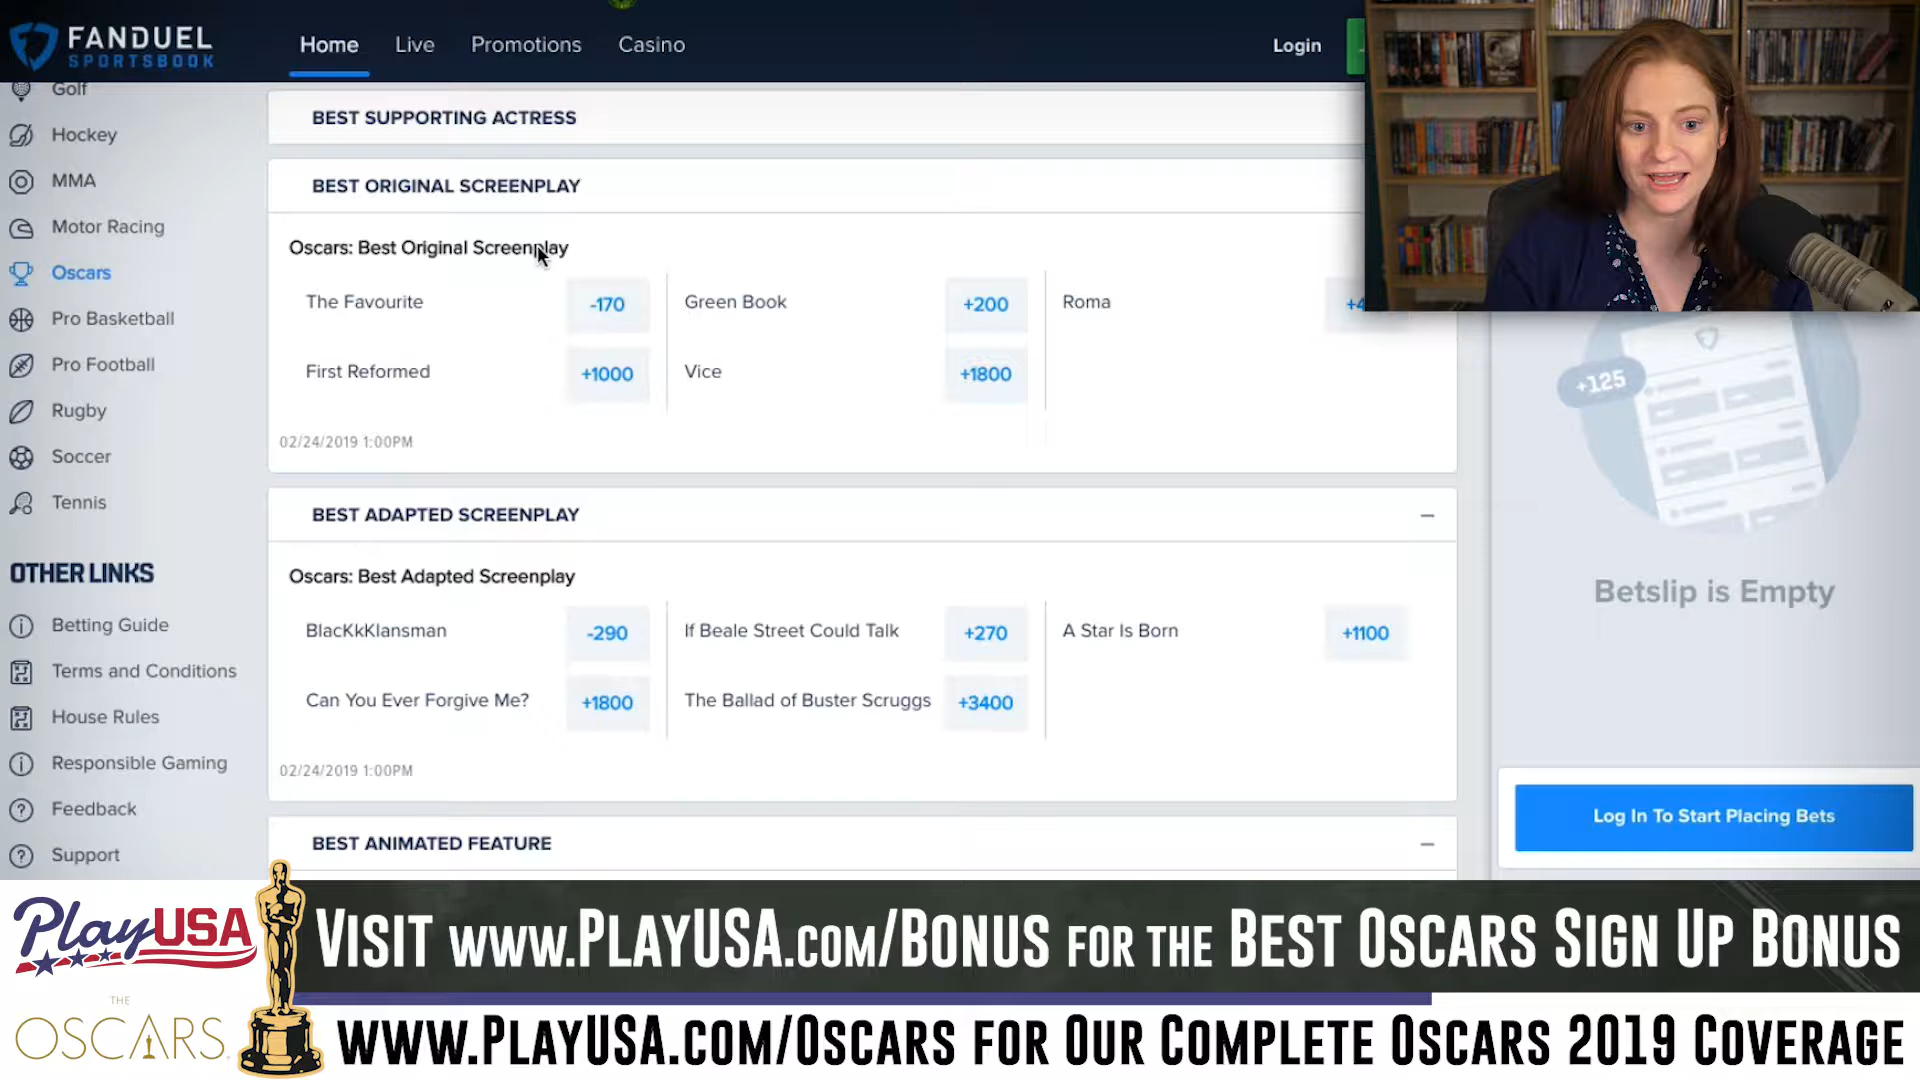 FANDUEL
SPORTSBOOK
Home
Live
Promotions
Casino
Login
Golf
Hockey
MMA
Motor Racing
Oscars
Pro Basketball
Pro Football
Rugby
Soccer
Tennis
OTHER LINKS
Betting Guide
Terms and Conditions
House Rules
Responsible Gaming
Feedback
Support
BEST SUPPORTING ACTRESS
BEST ORIGINAL SCREENPLAY
Oscars: Best Original Screenplay
The Favourite -170 Green Book +200 Roma
First Reformed +1000 Vice +1800
02/24/2019 1:00PM
BEST ADAPTED SCREENPLAY
Oscars: Best Adapted Screenplay
BlacKkKlansman -290 If Beale Street Could Talk +270 A Star Is Born +1100
Can You Ever Forgive Me? +1800 The Ballad of Buster Scruggs +3400
02/24/2019 1:00PM
BEST ANIMATED FEATURE
+125
Betslip is Empty
Log In To Start Placing Bets
PlayUSA
VISIT WWW.PLAYUSA.COM/BONUS FOR THE BEST OSCARS SIGN UP BONUS
THE
OSCARS
WWW.PLAYUSA.COM/OSCARS FOR OUR COMPLETE OSCARS 2019 COVERAGE